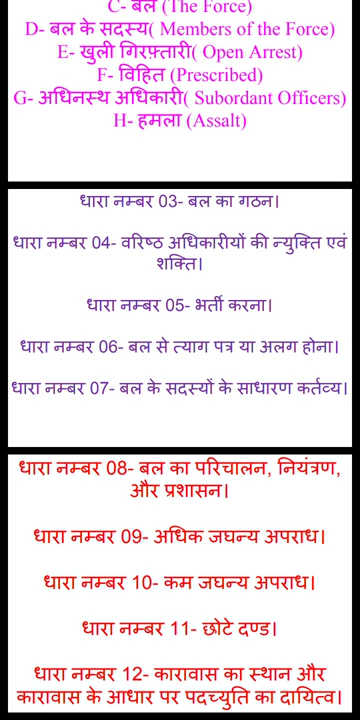 C- बल (The Force)
D- बल के सदस्य( Members of the Force)
E- खुली गिरफ़्तारी( Open Arrest)
F- विहित (Prescribed)
G- अधिनस्थ अधिकारी( Subordant Officers)
H- हमला (Assalt)
धारा नम्बर 03- बल का गठन।
धारा नम्बर 04- वरिष्ठ अधिकारीयों की न्युक्ति एवं
शक्ति।
धारा नम्बर 05- भर्ती करना।
धारा नम्बर 06- बल से त्याग पत्र या अलग होना।
धारा नम्बर 07- बल के सदस्यों के साधारण कर्तव्य।
धारा नम्बर 08- बल का परिचालन, नियंत्रण,
और प्रशासन।
धारा नम्बर 09- अधिक जघन्य अपराध।
धारा नम्बर 10- कम जघन्य अपराध।
धारा नम्बर 11- छोटे दण्ड।
धारा नम्बर 12- कारावास का स्थान और
कारावास के आधार पर पदच्युति का दायित्व।